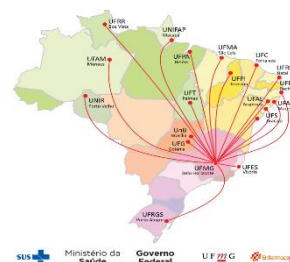 UFRR
Boa Vista
UNIFAP
Macapá
UFAM
Manaus
UFPA
Belém
UFMA
São Luís
UFC
Fortaleza
UFRN
Natal
UFPI
UNIR
Porto Velho
UFT
Palmas
UFAL
UFS
UnB
Brasília
UFG
Goiânia
UFMG
Belo Horizonte
UFES
Vitória
UFRGS
Porto Alegre
SUS
Ministério da
Saúde
Governo
Federal
UFMG
Enfermagem